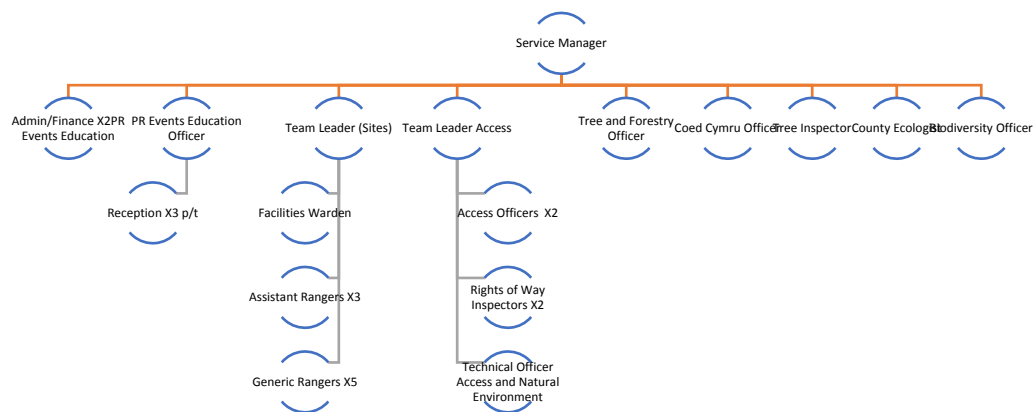 Service Manager
Admin/Finance X2PR
Events Education
PR Events Education
Officer
Team Leader (Sites)
Team Leader Access
Tree and Forestry
Officer
Coed Cymru Officer
Tree Inspector
County Ecologist
Biodiversity Officer
Reception X3 p/t
Facilities Warden
Access Officers X2
Assistant Rangers X3
Rights of Way
Inspectors X2
Generic Rangers X5
Technical Officer
Access and Natural
Environment